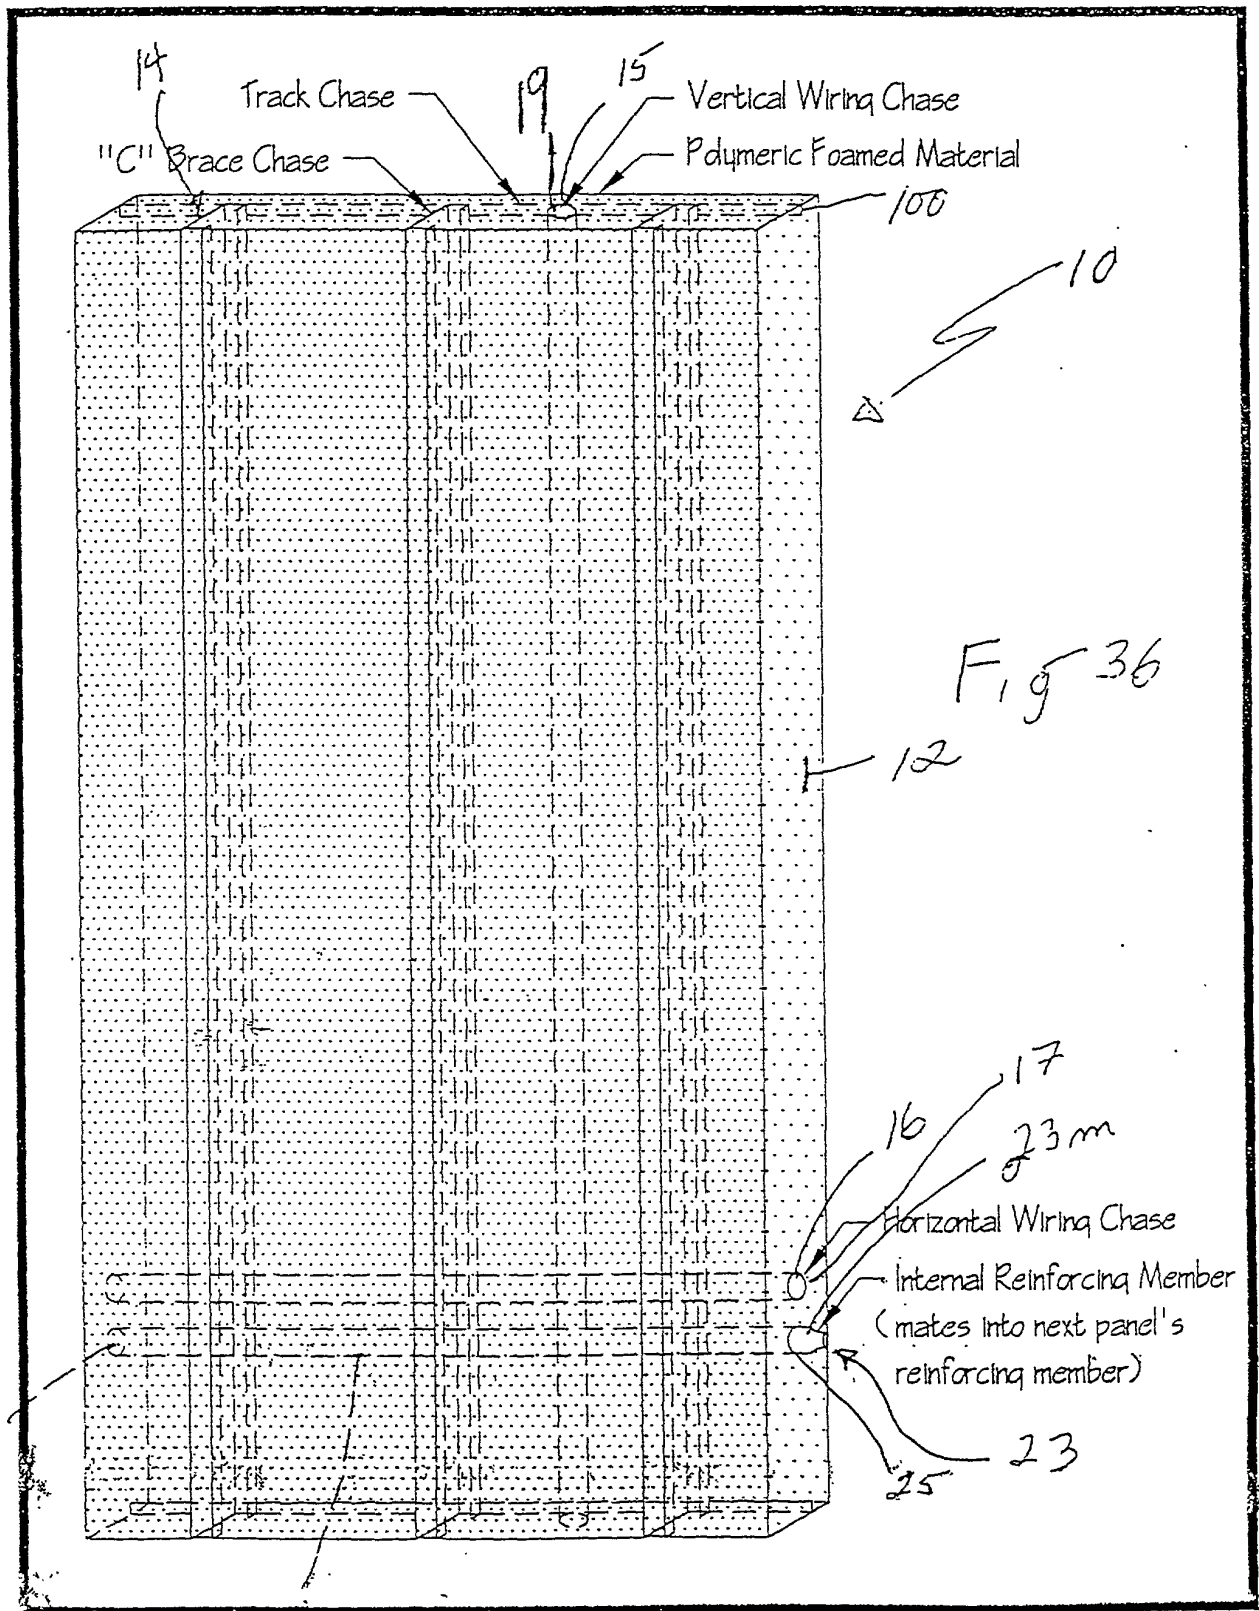 14
Track Chase
19
15
Vertical Wiring Chase
"C" Brace Chase
Polymeric Foamed Material
100
10
Fig 36
12
17
16
23m
Horizontal Wiring Chase
Internal Reinforcing Member
(mates into next panel's
reinforcing member)
23
25